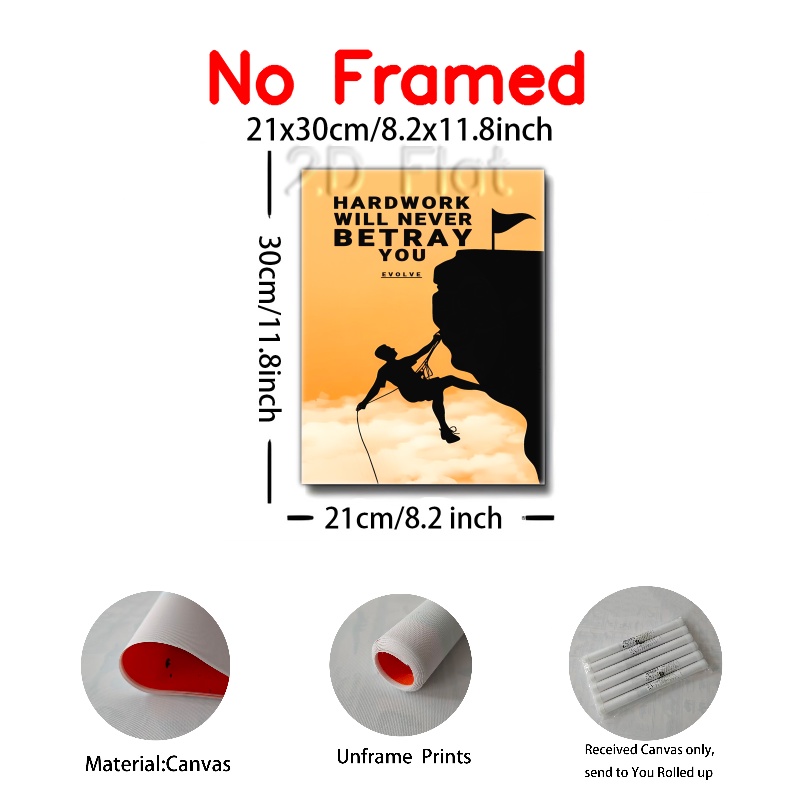 No Framed
21x30cm/8.2x11.8inch
2.D Flat.
HARDWORK
WILL NEVER
BETRAY
YOU
EVOLVE
30cm/11.8inch
21cm/8.2 inch
Material:Canvas
Unframe Prints
Received Canvas only,
send to You Rolled up